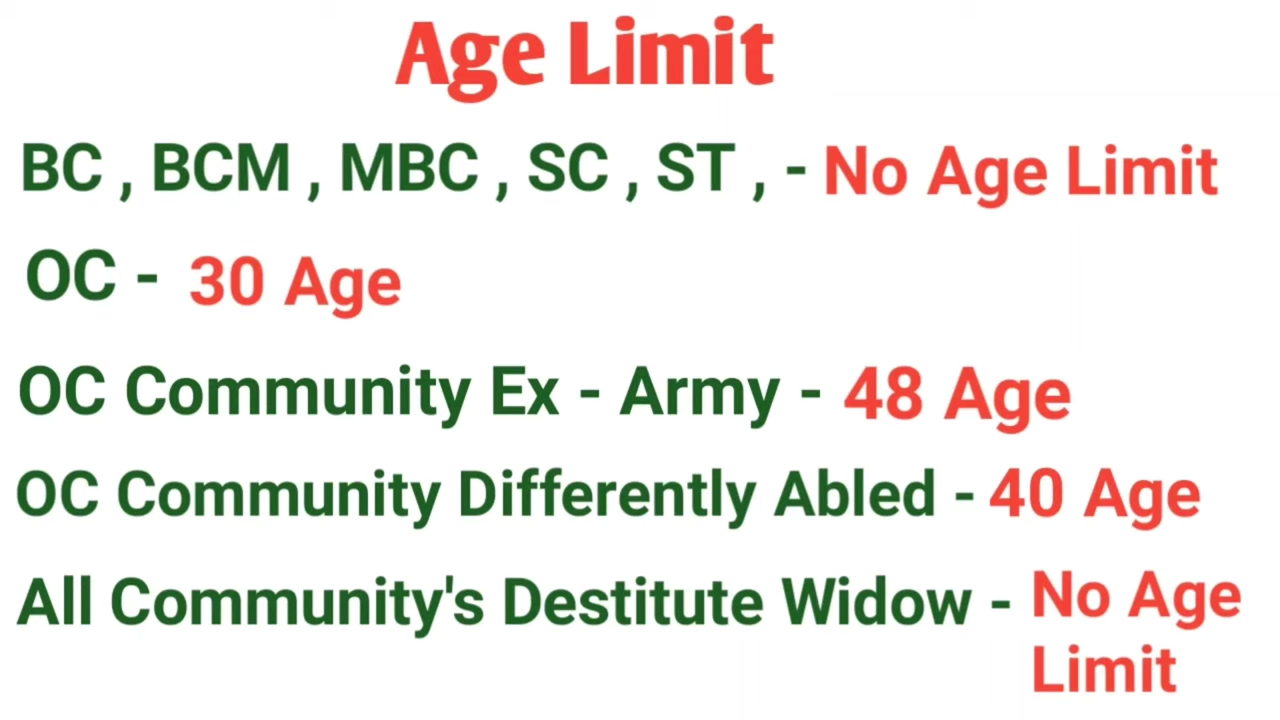 Age Limit
BC , BCM , MBC , SC , ST , - No Age Limit
OC - 30 Age
OC Community Ex - Army - 48 Age
OC Community Differently Abled - 40 Age
All Community's Destitute Widow - No Age
Limit